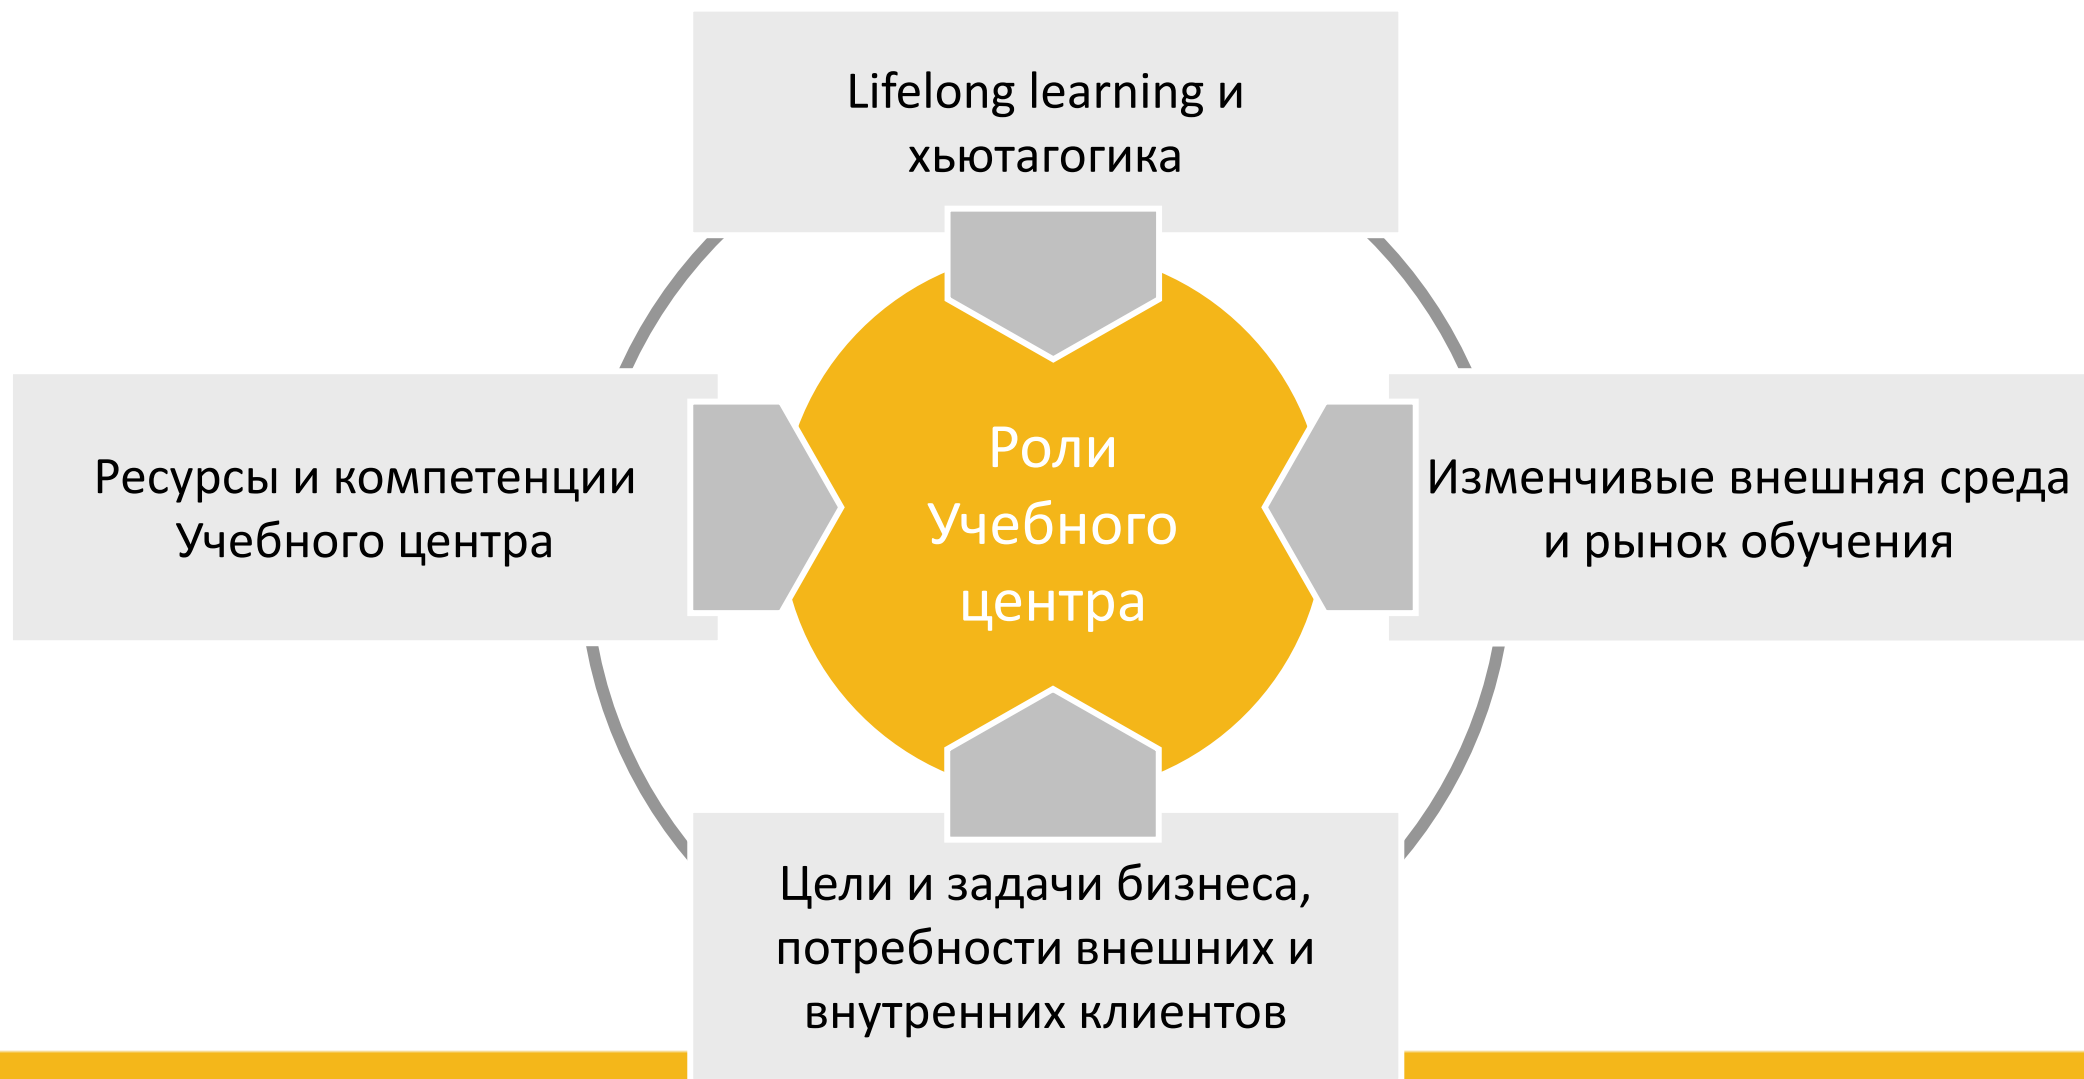 Lifelong learning и
хьютагогика
Ресурсы и компетенции
Учебного центра
Роли
Учебного
центра
Изменчивые внешняя среда
и рынок обучения
Цели и задачи бизнеса,
потребности внешних и
внутренних клиентов